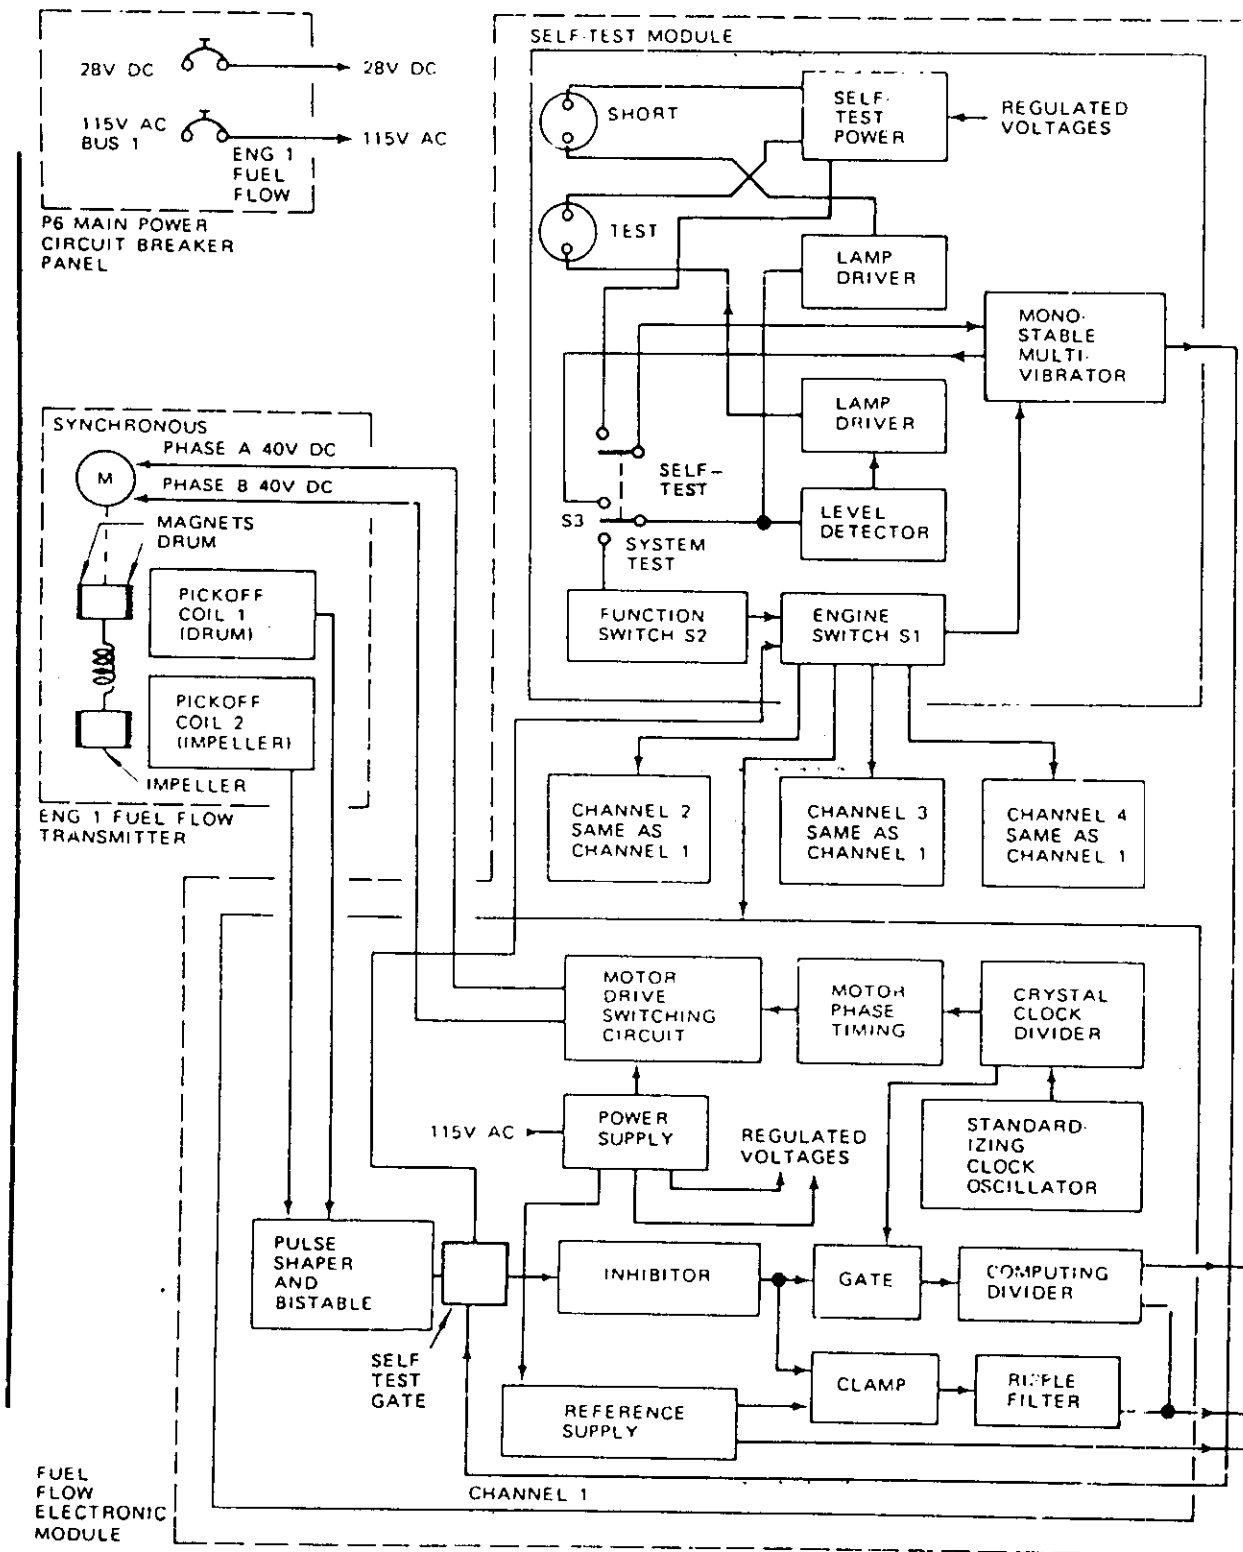 28V DC
28V DC
115V AC
BUS 1
115V AC
ENG 1
FUEL
FLOW
P6 MAIN POWER
CIRCUIT BREAKER
PANEL
SELF-TEST MODULE
SHORT
SELF-
TEST
POWER
REGULATED
VOLTAGES
TEST
LAMP
DRIVER
MONO-
STABLE
MULTI-
VIBRATOR
LAMP
DRIVER
SELF-
TEST
S3
SYSTEM
TEST
LEVEL
DETECTOR
FUNCTION
SWITCH S2
ENGINE
SWITCH S1
SYNCHRONOUS
PHASE A 40V DC
M
PHASE B 40V DC
MAGNETS
DRUM
PICKOFF
COIL 1
(DRUM)
PICKOFF
COIL 2
(IMPELLER)
IMPELLER
ENG 1 FUEL FLOW
TRANSMITTER
CHANNEL 2
SAME AS
CHANNEL 1
CHANNEL 3
SAME AS
CHANNEL 1
CHANNEL 4
SAME AS
CHANNEL 1
MOTOR
DRIVE
SWITCHING
CIRCUIT
MOTOR
PHASE
TIMING
CRYSTAL
CLOCK
DIVIDER
115V AC
POWER
SUPPLY
REGULATED
VOLTAGES
STANDARD-
IZING
CLOCK
OSCILLATOR
PULSE
SHAPER
AND
BISTABLE
INHIBITOR
GATE
COMPUTING
DIVIDER
SELF
TEST
GATE
REFERENCE
SUPPLY
CLAMP
RIPPLE
FILTER
CHANNEL 1
FUEL
FLOW
ELECTRONIC
MODULE